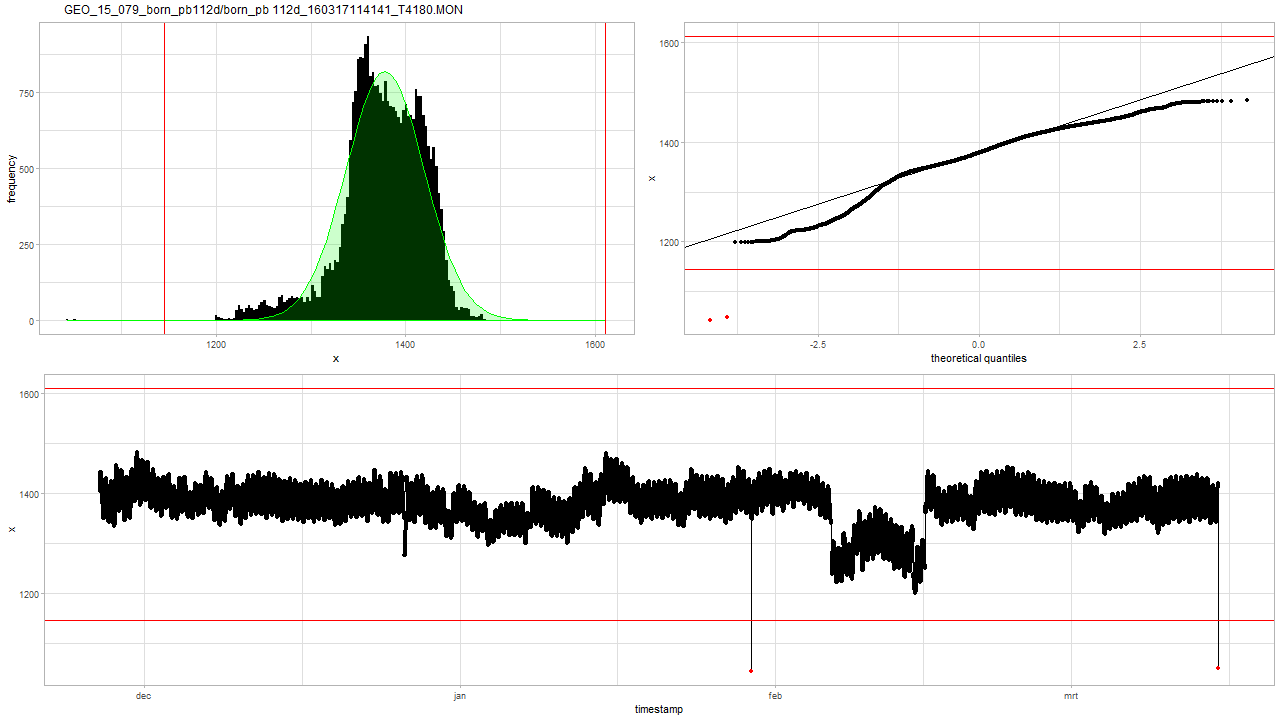 GEO_15_079_born_pb112d/born_pb 112d_160317114141_T4180.MON
750
500
250
0
frequency
1200
1400
1600
x
1600
1400
1200
x
-2.5
0.0
2.5
theoretical quantiles
1600
1400
1200
x
dec
jan
feb
mrt
timestamp